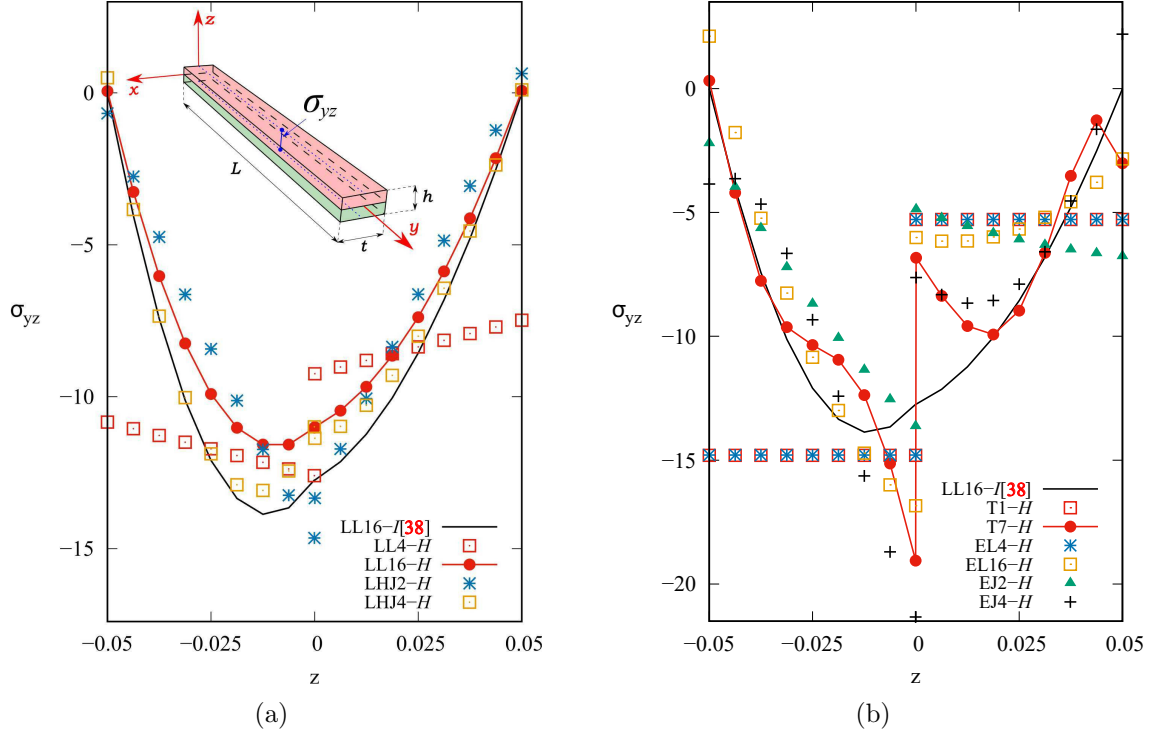 z
x
σyz
L
h
t
y
0
−5
−10
−15
σyz
LL16−I[38]
LL4−H
LL16−H
LHJ2−H
LHJ4−H
−0.05
−0.025
0
0.025
0.05
z
(a)
0
−5
−10
−15
−20
σyz
LL16−I[38]
T1−H
T7−H
EL4−H
EL16−H
EJ2−H
EJ4−H
−0.05
−0.025
0
0.025
0.05
z
(b)